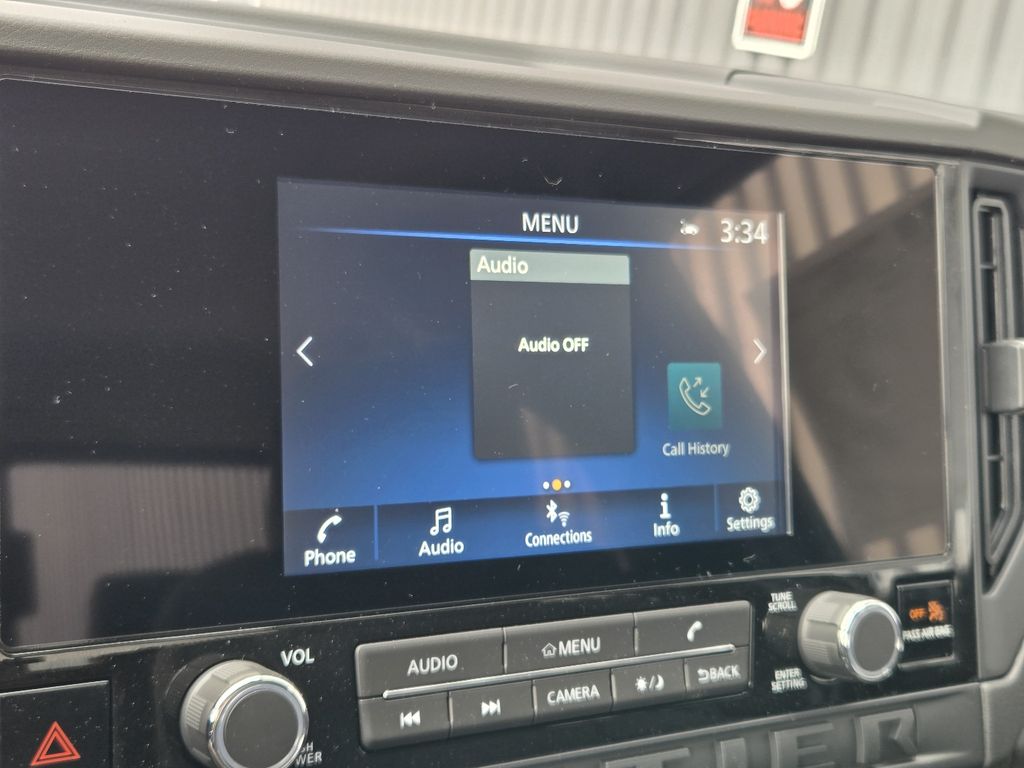 MENU
3:34
Audio
Audio OFF
Call History
Phone
Audio
Connections
Info
Settings
VOL
AUDIO
MENU
CAMERA
BACK
TUNE
SCROLL
ENTER
SETTING
OFF
PASS AIR BAG
TIER